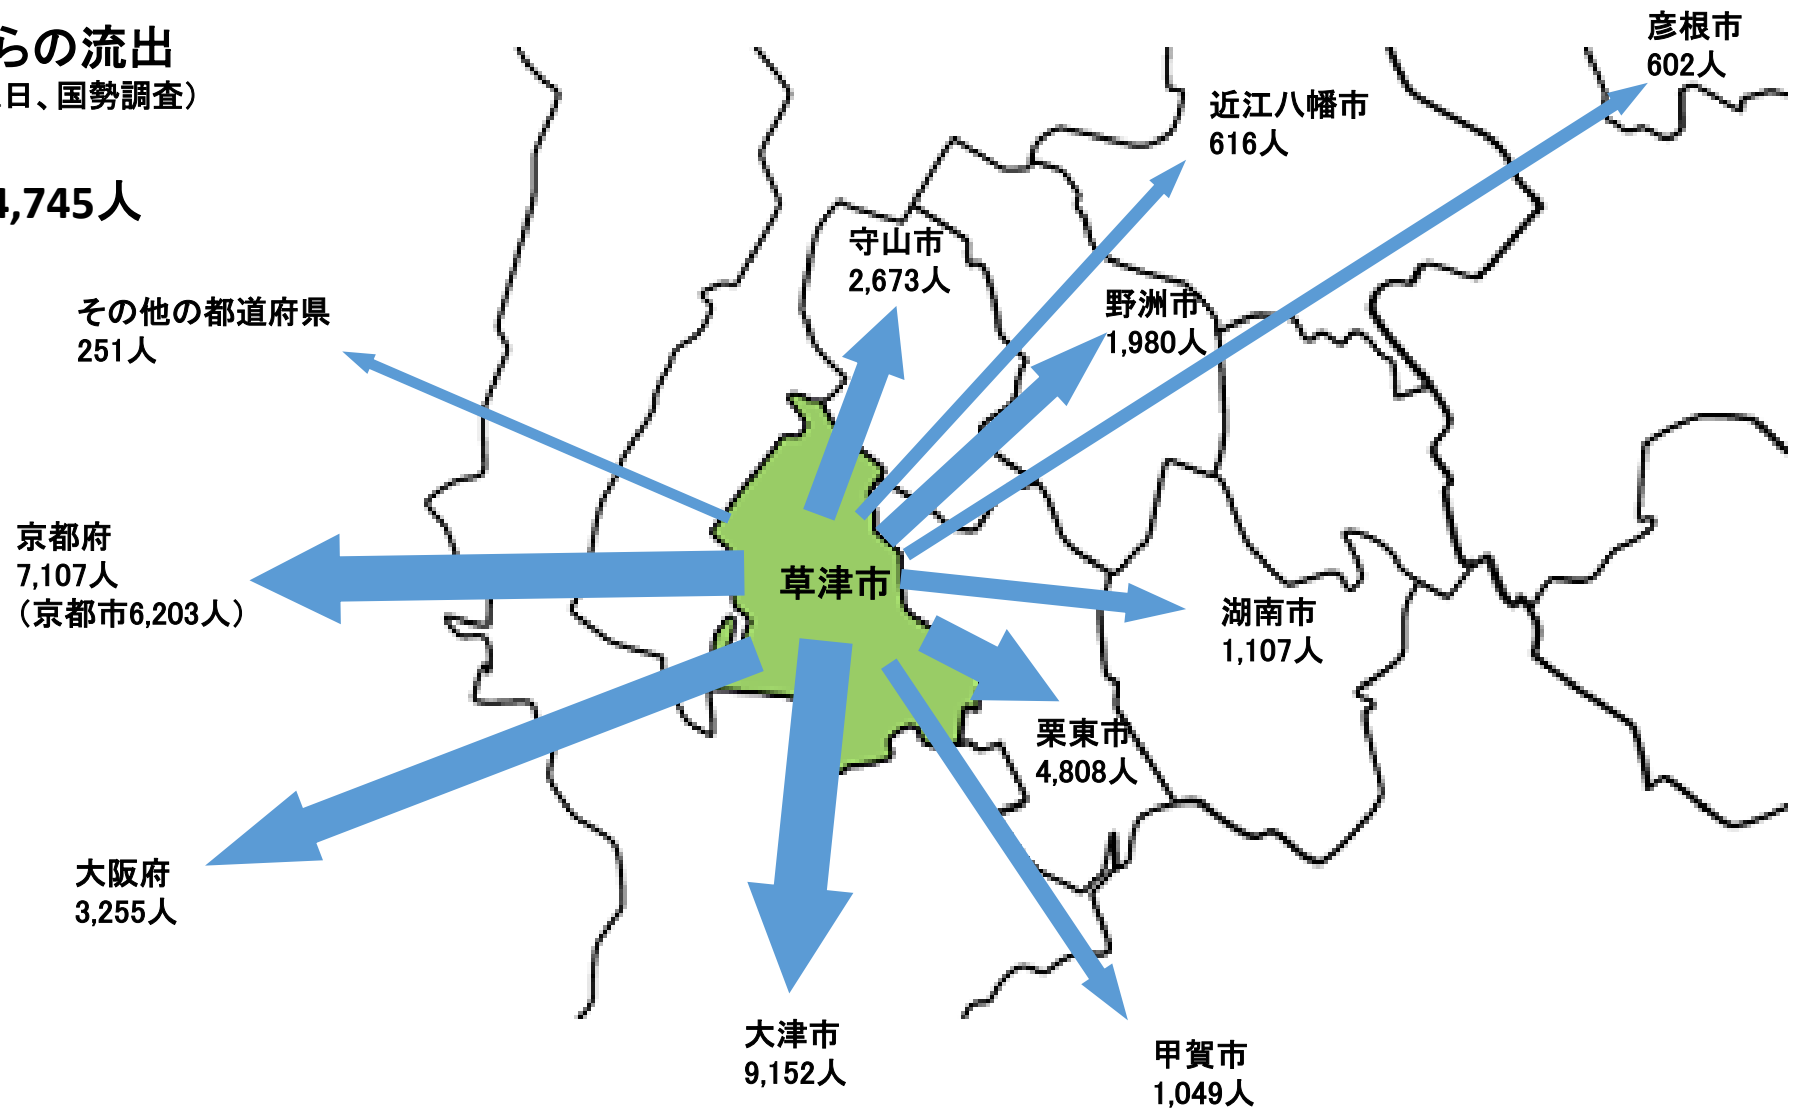 らの流出
日、国勢調査）
4,745人
彦根市
602人
近江八幡市
616人
守山市
2,673人
野洲市
1,980人
その他の都道府県
251人
京都府
7,107人
（京都市6,203人）
草津市
湖南市
1,107人
栗東市
4,808人
大阪府
3,255人
大津市
9,152人
甲賀市
1,049人